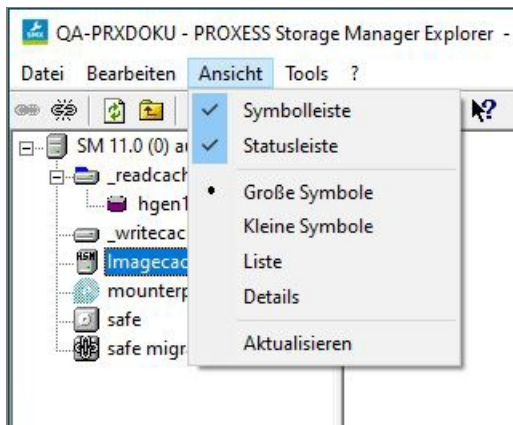 QA-PRXDOKU - PROXESS Storage Manager Explorer -
Datei Bearbeiten Ansicht Tools ?
Symbolleiste
Statusleiste
Große Symbole
Kleine Symbole
Liste
Details
Aktualisieren
SM 11.0 (0)
_readcach
hgen1
_writecac
Imagecac
mounterp
safe
safe migr